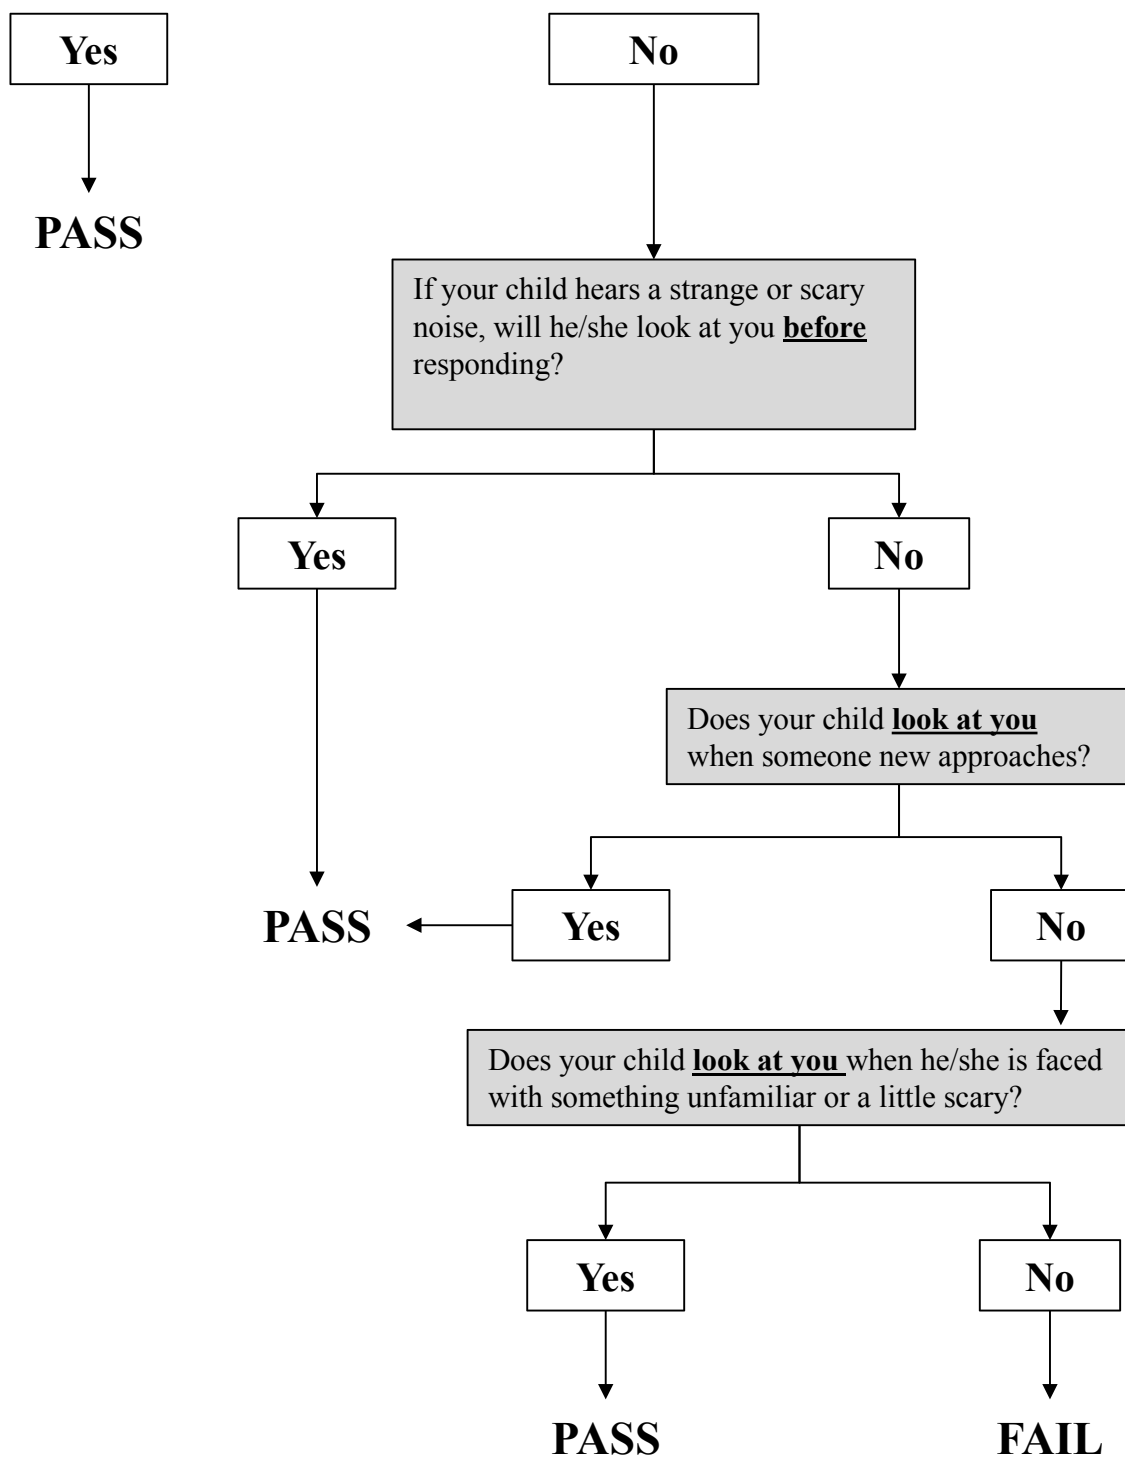 Yes
No
PASS
If your child hears a strange or scary
noise, will he/she look at you before
responding?
Yes
No
Does your child look at you
when someone new approaches?
PASS
Yes
No
Does your child look at you when he/she is faced
with something unfamiliar or a little scary?
Yes
No
PASS
FAIL